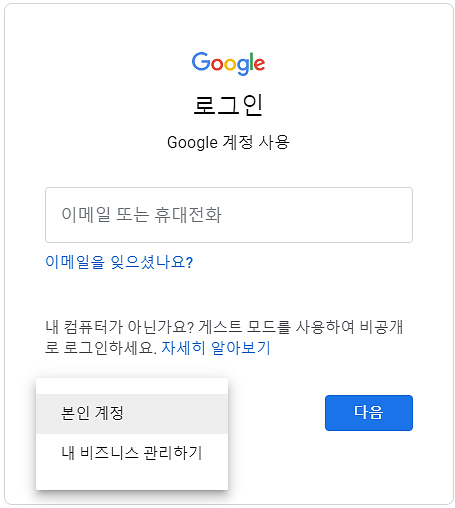 Google
로그인
Google 계정 사용
이메일 또는 휴대전화
이메일을 잊으셨나요?
내 컴퓨터가 아닌가요? 게스트 모드를 사용하여 비공개
로 로그인하세요. 자세히 알아보기
본인 계정
다음
내 비즈니스 관리하기